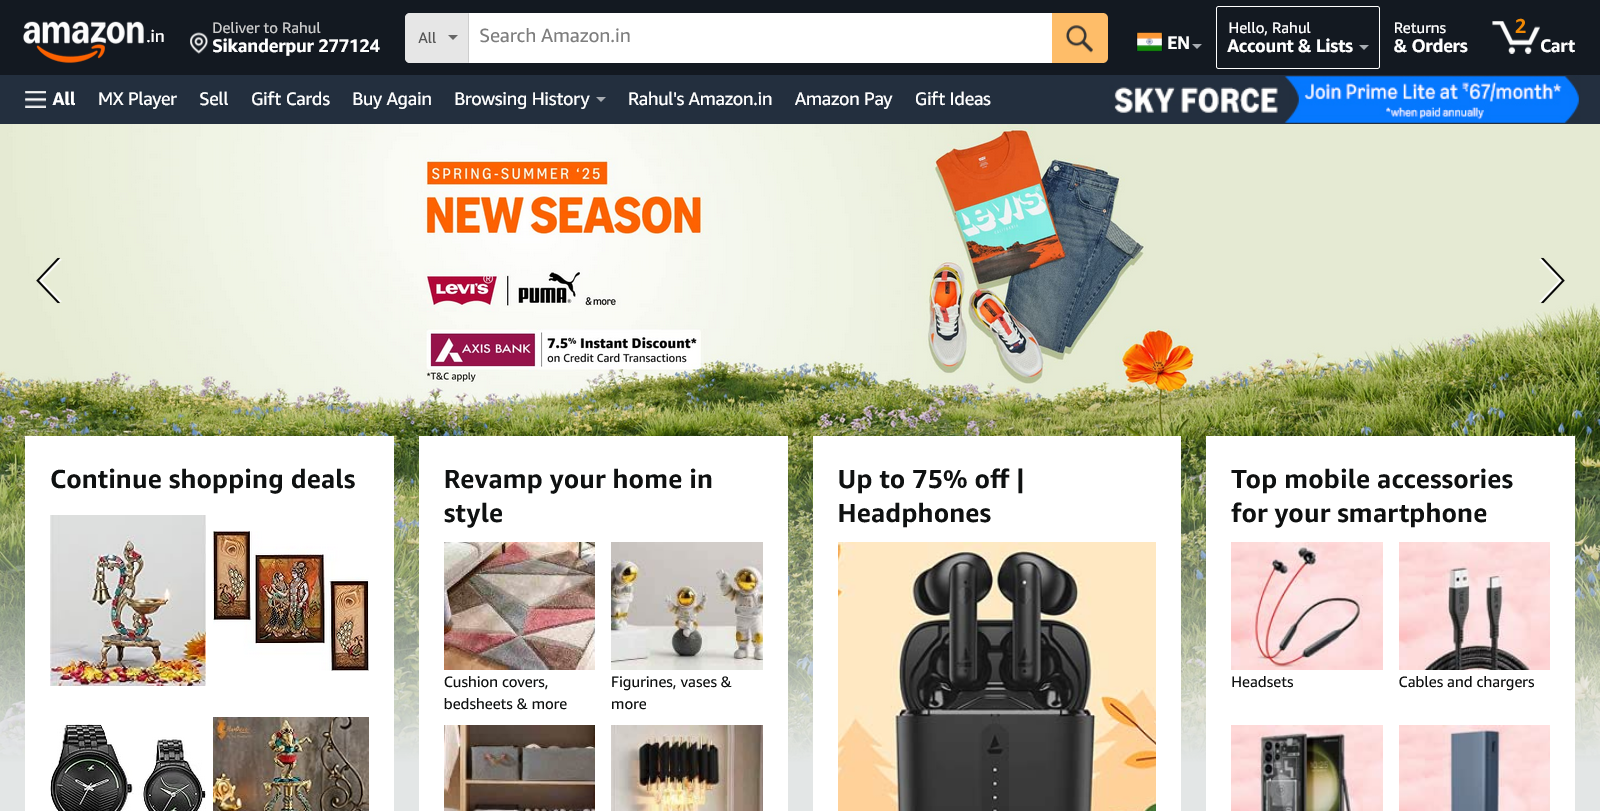 amazon.in
Deliver to Rahul
Sikanderpur 277124
All
Search Amazon.in
EN
Hello, Rahul
Account & Lists
Returns
& Orders
2
Cart
All
MX Player
Sell
Gift Cards
Buy Again
Browsing History
Rahul's Amazon.in
Amazon Pay
Gift Ideas
SKY FORCE
Join Prime Lite at ₹67/month*
*when paid annually
SPRING-SUMMER ‘25
NEW SEASON
LEVI'S®
PUMA®
& more
AXIS BANK
7.5% Instant Discount*
on Credit Card Transactions
*T&C apply
Levi's
Continue shopping deals
Revamp your home in
style
Cushion covers,
bedsheets & more
Figurines, vases &
more
Up to 75% off |
Headphones
Top mobile accessories
for your smartphone
Headsets
Cables and chargers